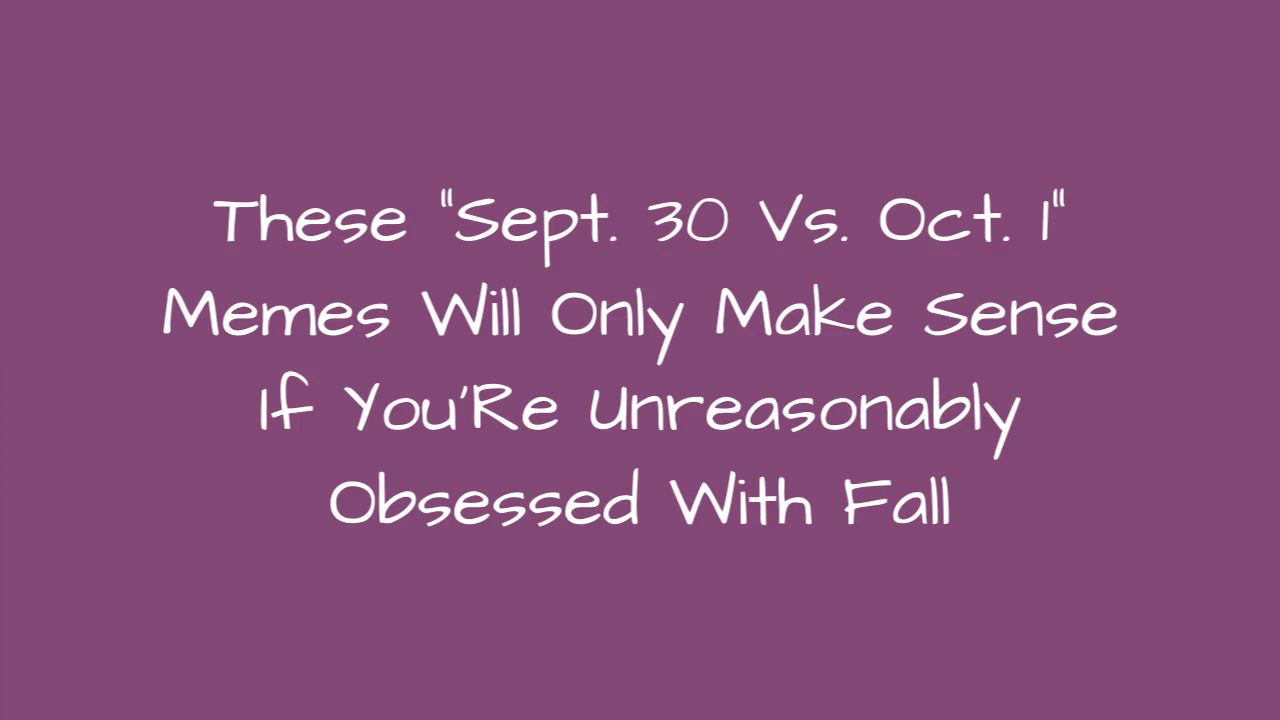 These "Sept. 30 Vs. Oct. 1"
Memes Will Only Make Sense
If You'Re Unreasonably
Obsessed With Fall